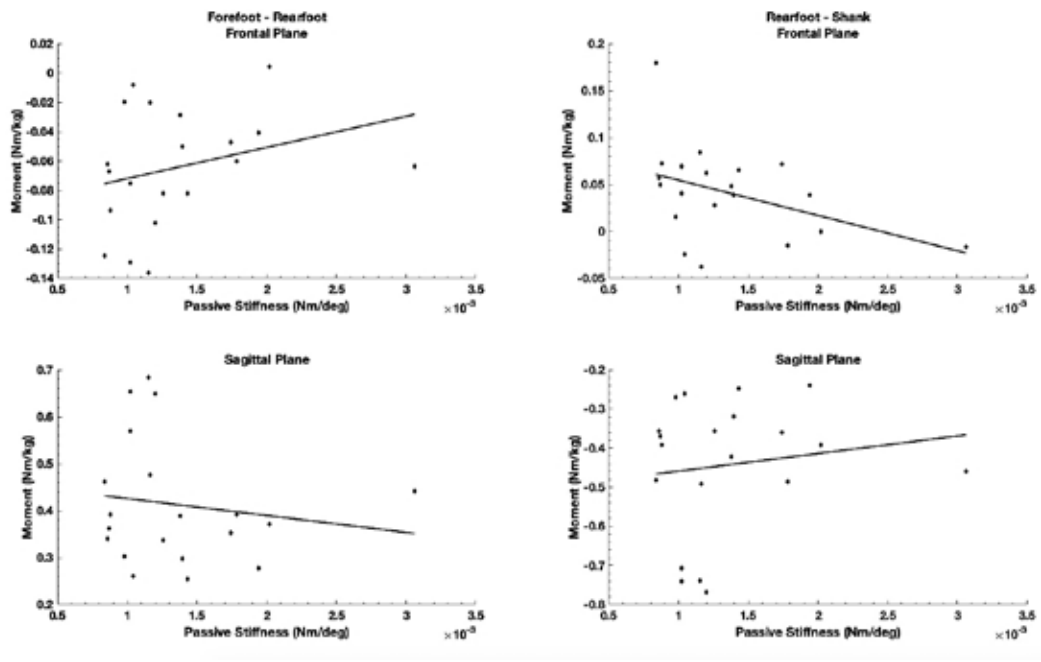 Forefoot - Rearfoot
Frontal Plane
0.02
0
-0.02
-0.04
-0.06
-0.08
-0.1
-0.12
-0.14
Moment (Nm/kg)
0.5 1 1.5 2 2.5 3 3.5
Passive Stiffness (Nm/deg)
×10⁻³
Rearfoot - Shank
Frontal Plane
0.2
0.15
0.1
0.05
0
-0.05
Moment (Nm/kg)
0.5 1 1.5 2 2.5 3 3.5
Passive Stiffness (Nm/deg)
×10⁻³
Sagittal Plane
0.7
0.6
0.5
0.4
0.3
0.2
Moment (Nm/kg)
0.5 1 1.5 2 2.5 3 3.5
Passive Stiffness (Nm/deg)
×10⁻³
Sagittal Plane
-0.2
-0.3
-0.4
-0.5
-0.6
-0.7
-0.8
Moment (Nm/kg)
0.5 1 1.5 2 2.5 3 3.5
Passive Stiffness (Nm/deg)
×10⁻³